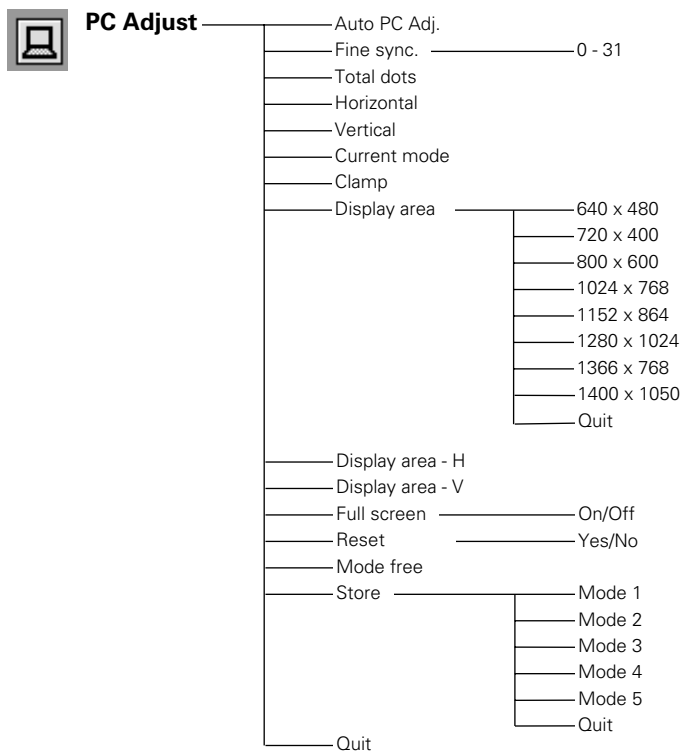 PC Adjust
Auto PC Adj.
Fine sync. 0 - 31
Total dots
Horizontal
Vertical
Current mode
Clamp
Display area 640 x 480
720 x 400
800 x 600
1024 x 768
1152 x 864
1280 x 1024
1366 x 768
1400 x 1050
Quit
Display area - H
Display area - V
Full screen On/Off
Reset Yes/No
Mode free
Store Mode 1
Mode 2
Mode 3
Mode 4
Mode 5
Quit
Quit